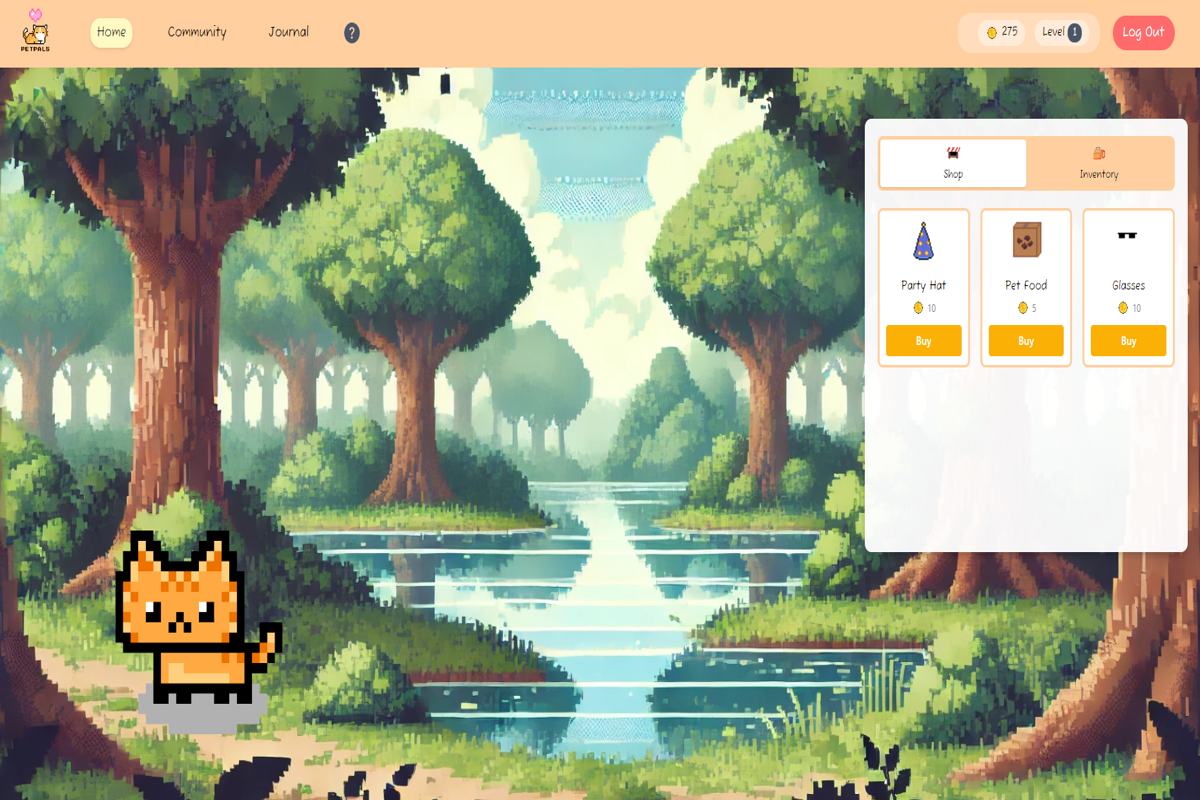 PETPALS
Home
Community
Journal
?
275
Level 1
Log Out
Shop
Inventory
Party Hat
10
Buy
Pet Food
5
Buy
Glasses
10
Buy